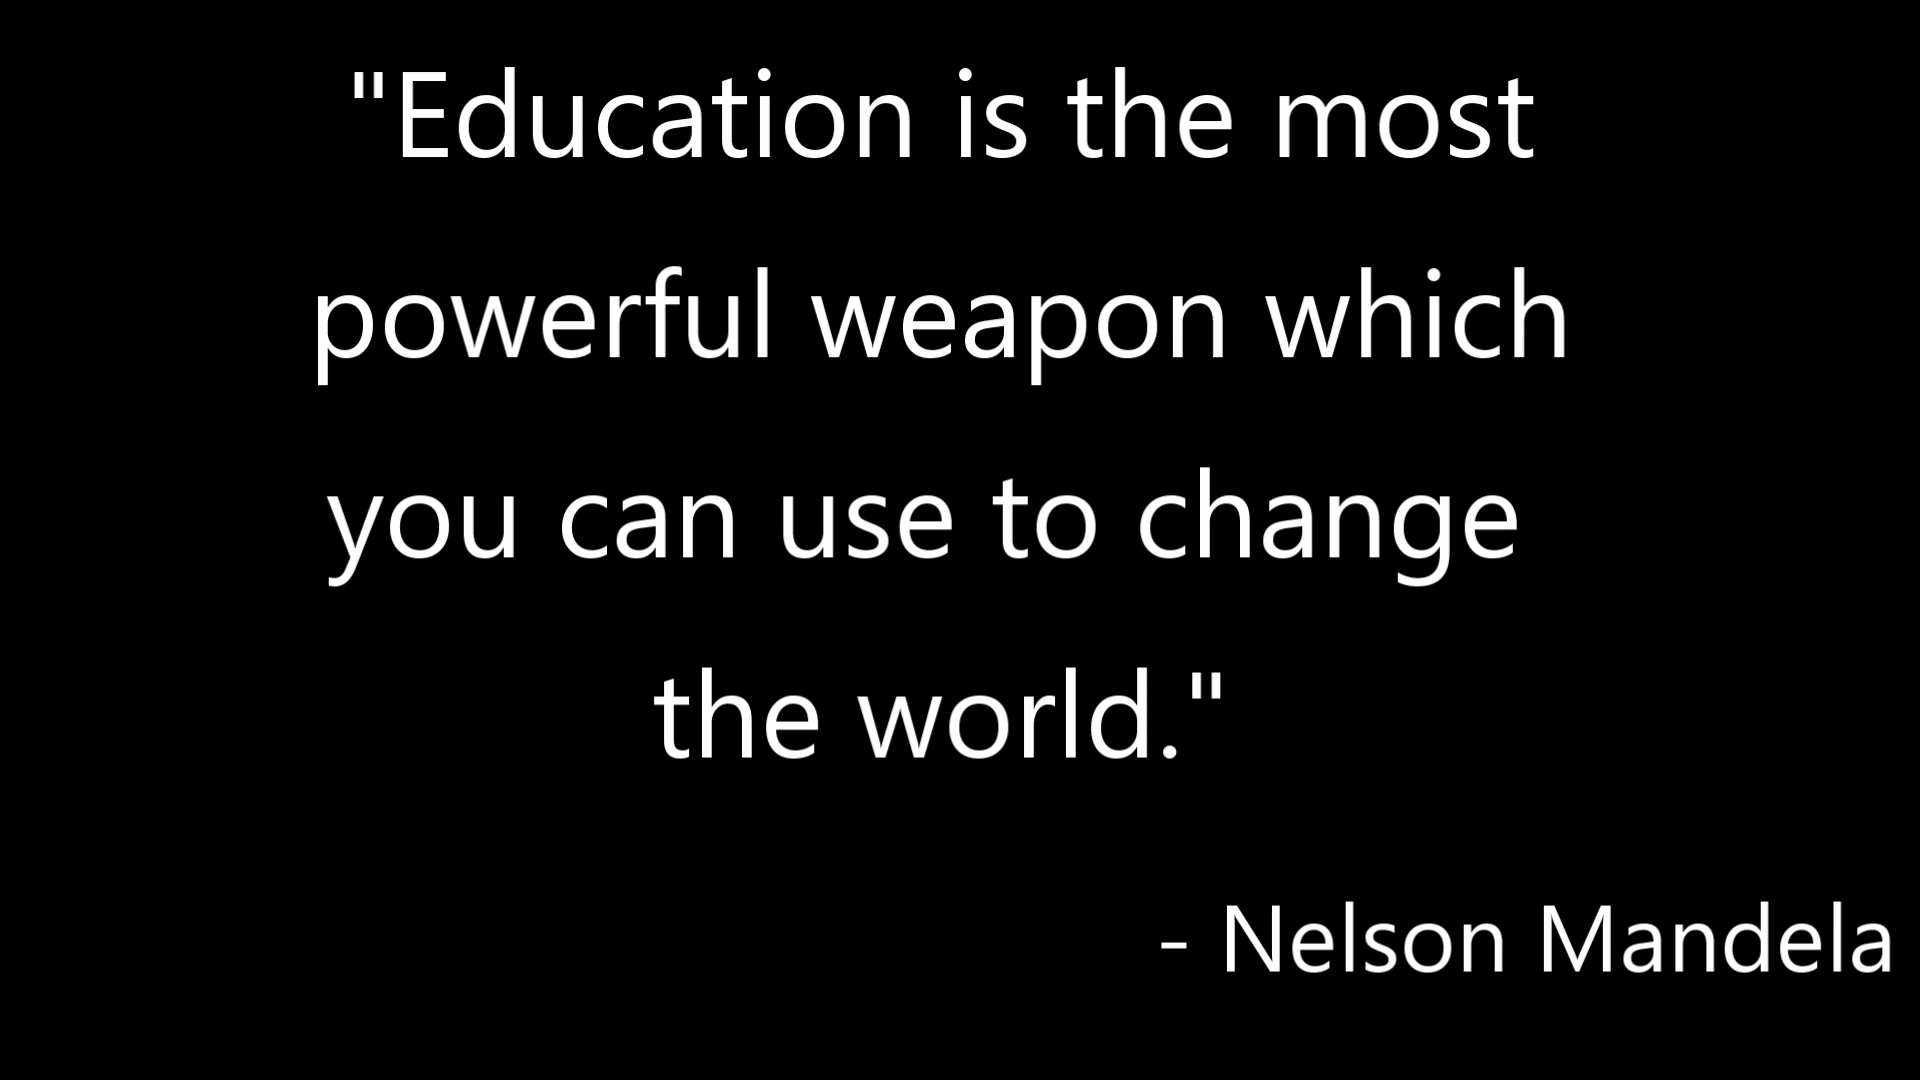 "Education is the most
powerful weapon which
you can use to change
the world."
- Nelson Mandela